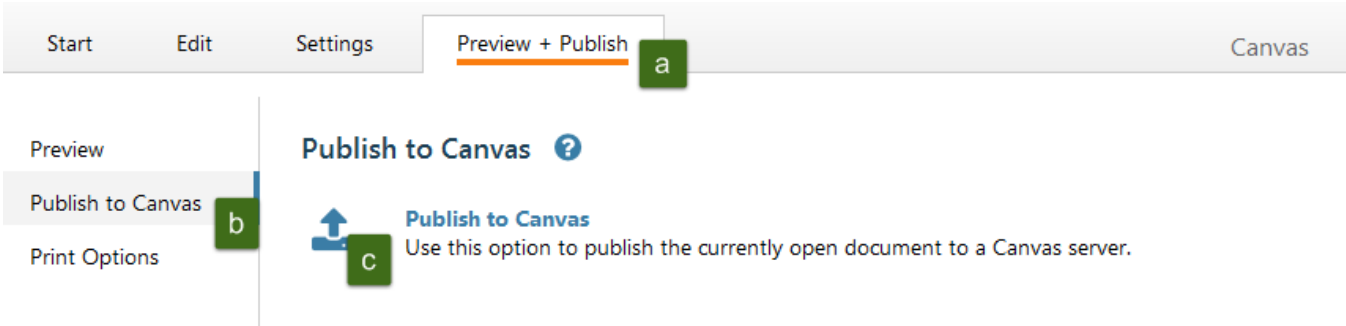 Start Edit Settings Preview + Publish a Canvas
Preview
Publish to Canvas b
Print Options
Publish to Canvas ?
Publish to Canvas
c Use this option to publish the currently open document to a Canvas server.